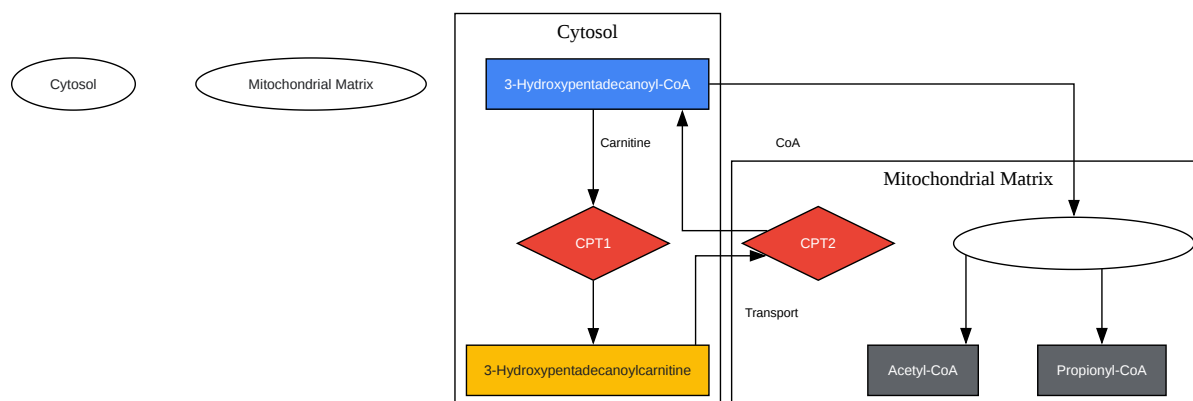 Cytosol
Cytosol
Mitochondrial Matrix
3-Hydroxypentadecanoyl-CoA
Carnitine
CoA
Mitochondrial Matrix
CPT1
CPT2
Transport
3-Hydroxypentadecanoylcarnitine
Acetyl-CoA
Propionyl-CoA